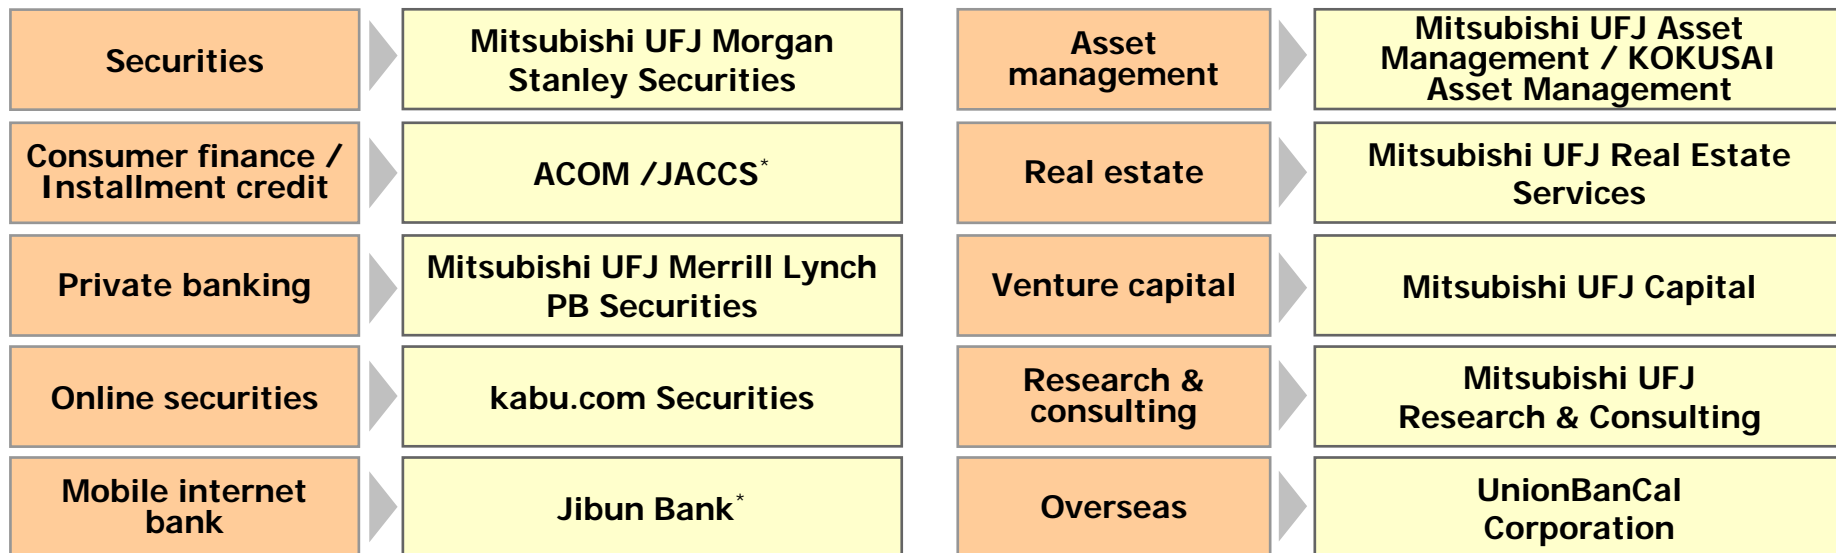 Securities
Mitsubishi UFJ Morgan
Stanley Securities
Consumer finance /
Installment credit
ACOM /JACCS*
Private banking
Mitsubishi UFJ Merrill Lynch
PB Securities
Online securities
kabu.com Securities
Mobile internet
bank
Jibun Bank*
Asset
management
Mitsubishi UFJ Asset
Management / KOKUSAI
Asset Management
Real estate
Mitsubishi UFJ Real Estate
Services
Venture capital
Mitsubishi UFJ Capital
Research &
consulting
Mitsubishi UFJ
Research & Consulting
Overseas
UnionBanCal
Corporation